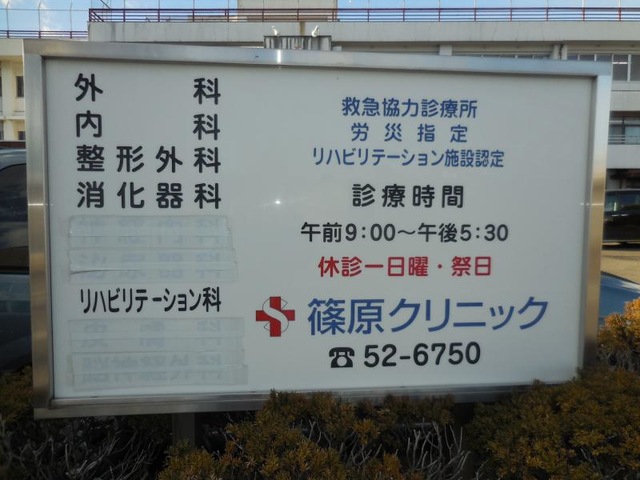 外科
内科
整形外科
消化器科
リハビリテーション科
救急協力診療所
労災指定
リハビリテーション施設認定
診療時間
午前9:00～午後5:30
休診ー日曜・祭日
篠原クリニック
☎52-6750